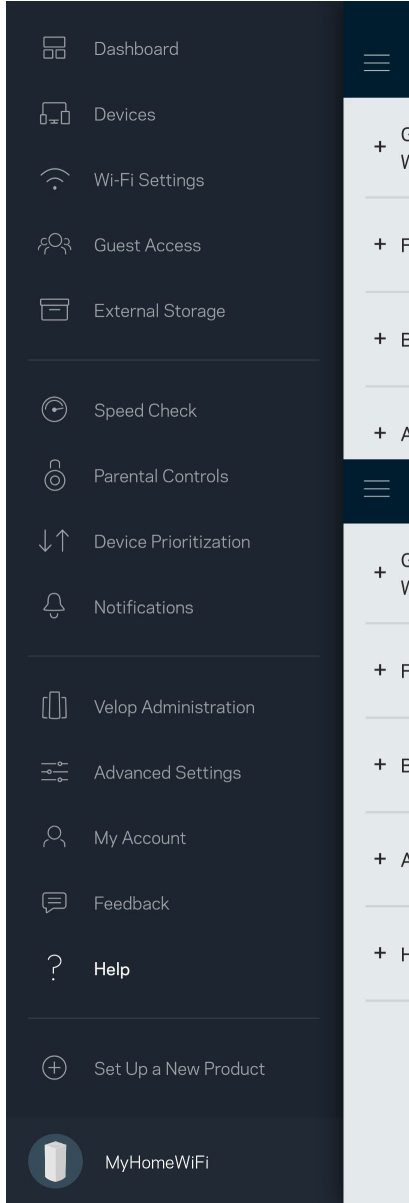 Dashboard
Devices
Wi-Fi Settings
Guest Access
External Storage
Speed Check
Parental Controls
Device Prioritization
Notifications
Velop Administration
Advanced Settings
My Account
Feedback
? Help
Set Up a New Product
MyHomeWiFi
+ G
W
+ F
+ B
+ A
+ G
W
+ F
+ B
+ A
+ H